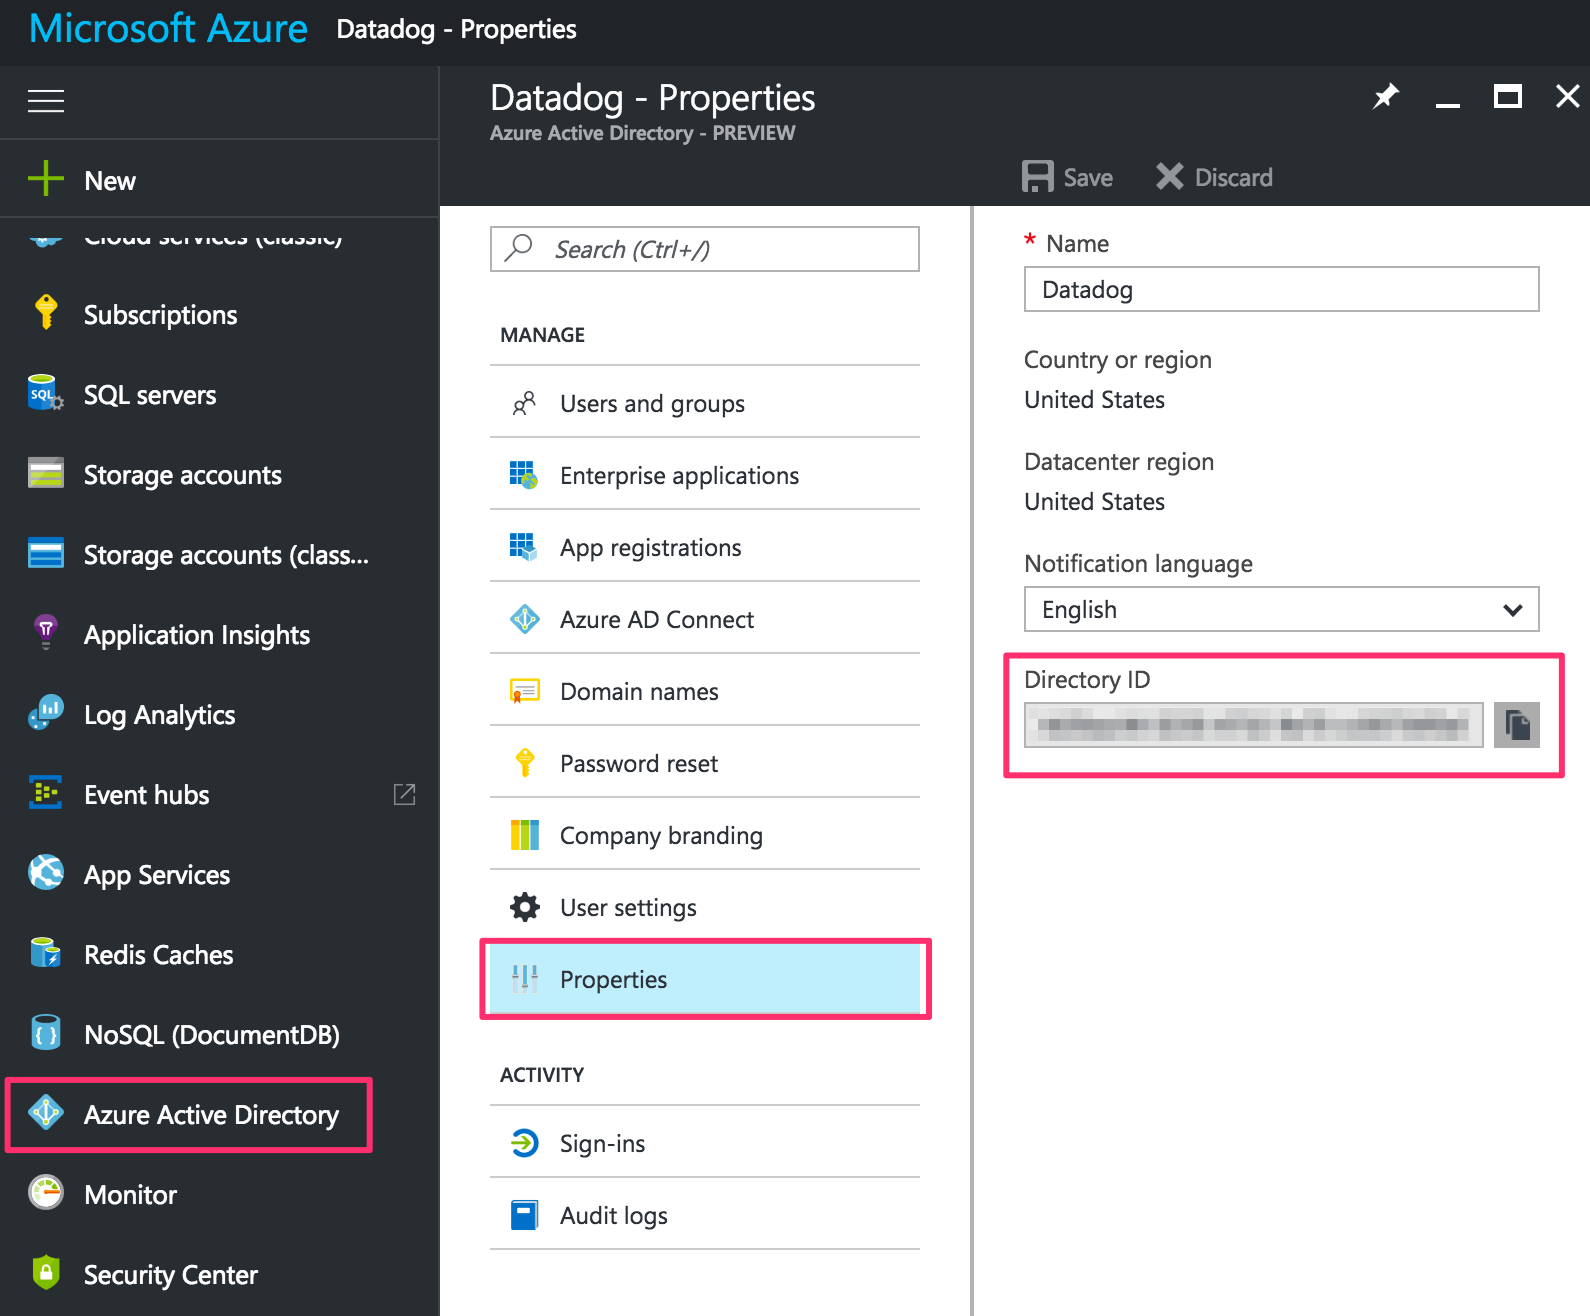 Microsoft Azure Datadog - Properties
Datadog - Properties
Azure Active Directory - PREVIEW
Save
Discard
New
Cloud services (classic)
Subscriptions
SQL servers
SQL
Storage accounts
Storage accounts (class...
Application Insights
Log Analytics
Event hubs
App Services
Redis Caches
NoSQL (DocumentDB)
Azure Active Directory
Monitor
Security Center
Search (Ctrl+/)
MANAGE
Users and groups
Enterprise applications
App registrations
Azure AD Connect
Domain names
Password reset
Company branding
User settings
Properties
ACTIVITY
Sign-ins
Audit logs
* Name
Datadog
Country or region
United States
Datacenter region
United States
Notification language
English
Directory ID